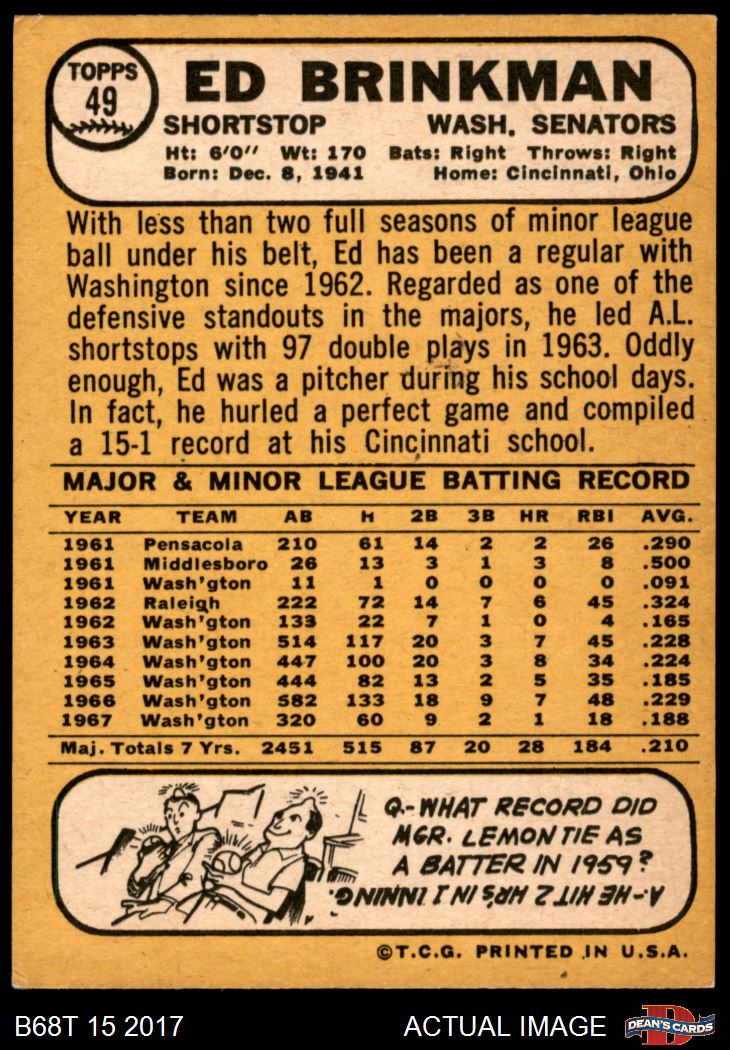 TOPPS
49
ED BRINKMAN
SHORTSTOP WASH. SENATORS
Ht: 6'0" Wt: 170 Bats: Right Throws: Right
Born: Dec. 8, 1941 Home: Cincinnati, Ohio
With less than two full seasons of minor league
ball under his belt, Ed has been a regular with
Washington since 1962. Regarded as one of the
defensive standouts in the majors, he led A.L.
shortstops with 97 double plays in 1963. Oddly
enough, Ed was a pitcher during his school days.
In fact, he hurled a perfect game and compiled
a 15-1 record at his Cincinnati school.
MAJOR & MINOR LEAGUE BATTING RECORD
YEAR TEAM AB H 2B 3B HR RBI AVG.
1961 Pensacola 210 61 14 2 2 26 .290
1961 Middlesboro 26 13 3 1 3 8 .500
1961 Wash'gton 11 1 0 0 0 0 .091
1962 Raleigh 222 72 14 7 6 45 .324
1962 Wash'gton 133 22 7 1 0 4 .165
1963 Wash'gton 514 117 20 3 7 45 .228
1964 Wash'gton 447 100 20 3 8 34 .224
1965 Wash'gton 444 82 13 2 5 35 .185
1966 Wash'gton 582 133 18 9 7 48 .229
1967 Wash'gton 320 60 9 2 1 18 .188
Maj. Totals 7 Yrs. 2451 515 87 20 28 184 .210
Q.-WHAT RECORD DID
MGR. LEMON TIE AS
A BATTER IN 1959?
A-HE HIT 2 HR'S IN 1 INNING.
©T.C.G. PRINTED IN U.S.A.
B68T 15 2017 ACTUAL IMAGE
D
DEAN'S CARDS